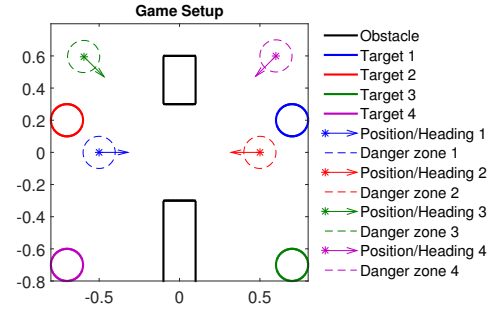 Game Setup
0.6
0.4
0.2
0
-0.2
-0.4
-0.6
-0.8
-0.5
0
0.5
Obstacle
Target 1
Target 2
Target 3
Target 4
Position/Heading 1
Danger zone 1
Position/Heading 2
Danger zone 2
Position/Heading 3
Danger zone 3
Position/Heading 4
Danger zone 4